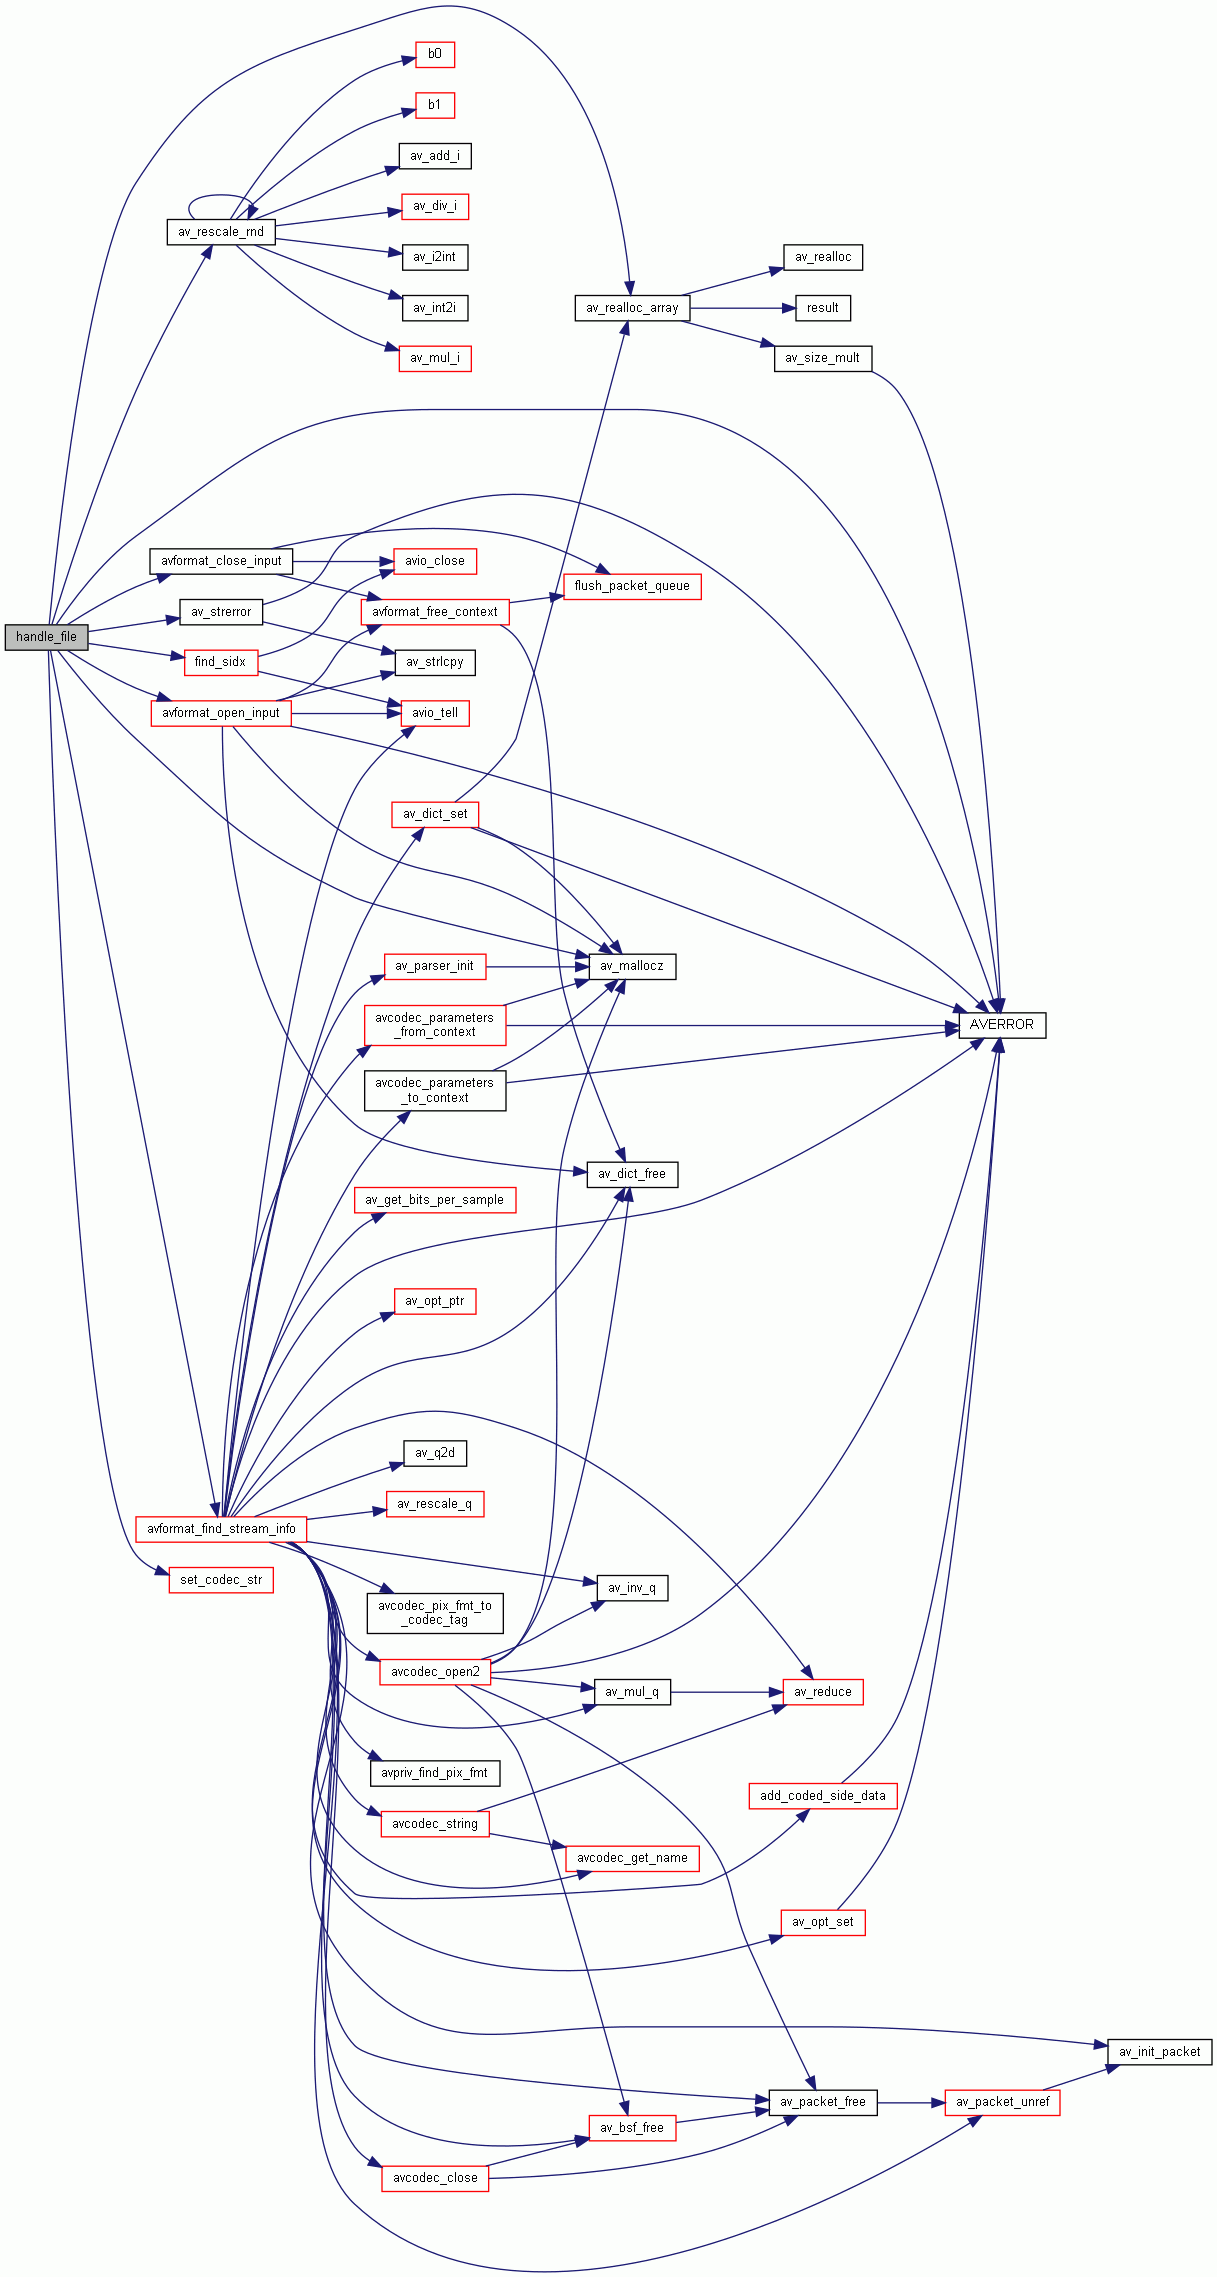 b0
b1
av_add_i
av_div_i
av_rescale_rnd
av_i2int
av_realloc
av_int2i
av_realloc_array
result
av_mul_i
av_size_mult
avformat_close_input
avio_close
flush_packet_queue
av_strerror
avformat_free_context
handle_file
find_sidx
av_strlcpy
avformat_open_input
avio_tell
av_dict_set
av_parser_init
av_mallocz
avcodec_parameters
_from_context
AVERROR
avcodec_parameters
_to_context
av_dict_free
av_get_bits_per_sample
av_opt_ptr
av_q2d
av_rescale_q
avformat_find_stream_info
set_codec_str
av_inv_q
avcodec_pix_fmt_to
_codec_tag
avcodec_open2
av_mul_q
av_reduce
avpriv_find_pix_fmt
add_coded_side_data
avcodec_string
avcodec_get_name
av_opt_set
av_init_packet
av_packet_free
av_packet_unref
av_bsf_free
avcodec_close